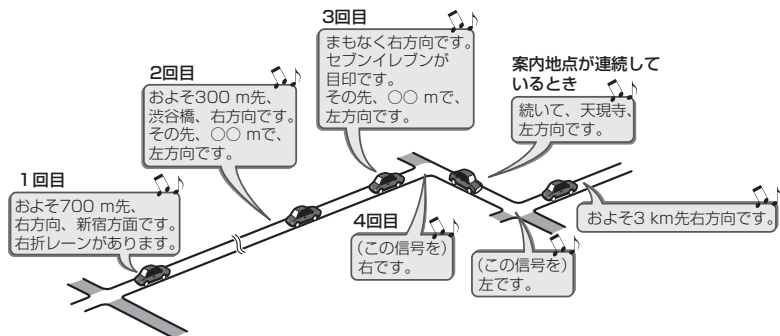 1回目
およそ700 m先、
右方向、新宿方面です。
右折レーンがあります。
2回目
およそ300 m先、
渋谷橋、右方向です。
その先、○○ mで、
左方向です。
3回目
まもなく右方向です。
セブンイレブンが
目印です。
その先、○○ mで、
左方向です。
4回目
(この信号を)
右です。
案内地点が連続して
いるとき
続いて、天現寺、
左方向です。
(この信号を)
左です。
およそ3 km先右方向です。